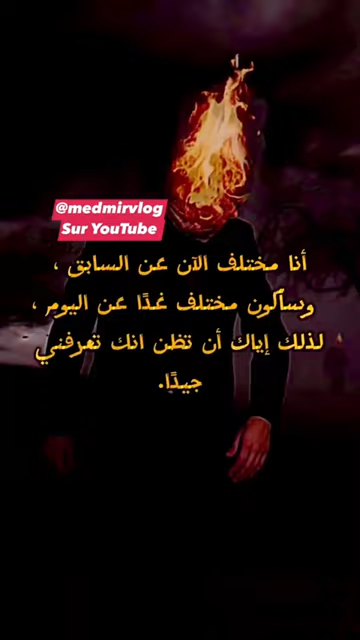 @medmirvlog
Sur YouTube
أنا مختلف الآن عن السابق ،
وسأكون مختلف غدًا عن اليوم ،
لذلك إياك أن تظن انك تعرفني
جيدًا.